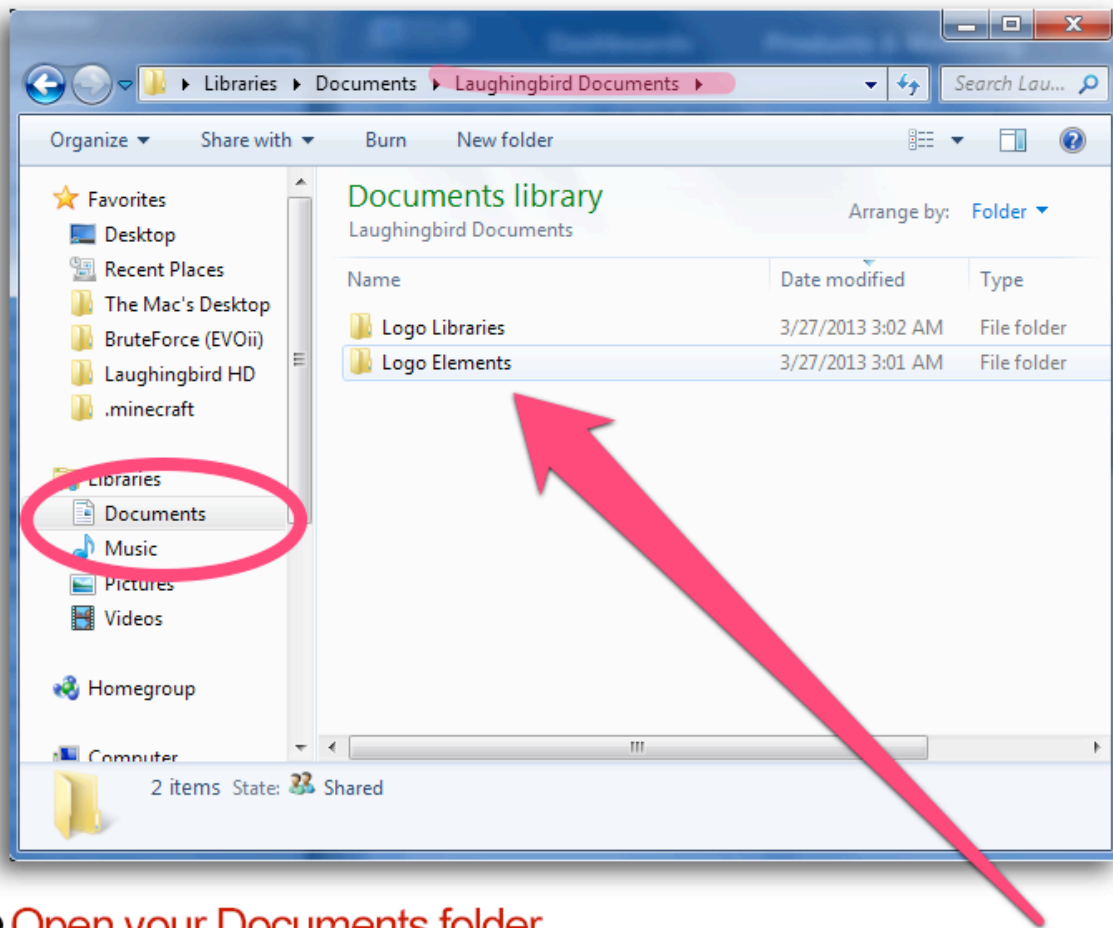 Libraries Documents Laughingbird Documents Search Lau...
Organize Share with Burn New folder
Favorites
Desktop
Recent Places
The Mac's Desktop
BruteForce (EVOii)
Laughingbird HD
.minecraft
Libraries
Documents
Music
Pictures
Videos
Homegroup
Computer
Documents library
Laughingbird Documents
Arrange by: Folder
Name Date modified Type
Logo Libraries 3/27/2013 3:02 AM File folder
Logo Elements 3/27/2013 3:01 AM File folder
2 items State: Shared
Open your Documents folder